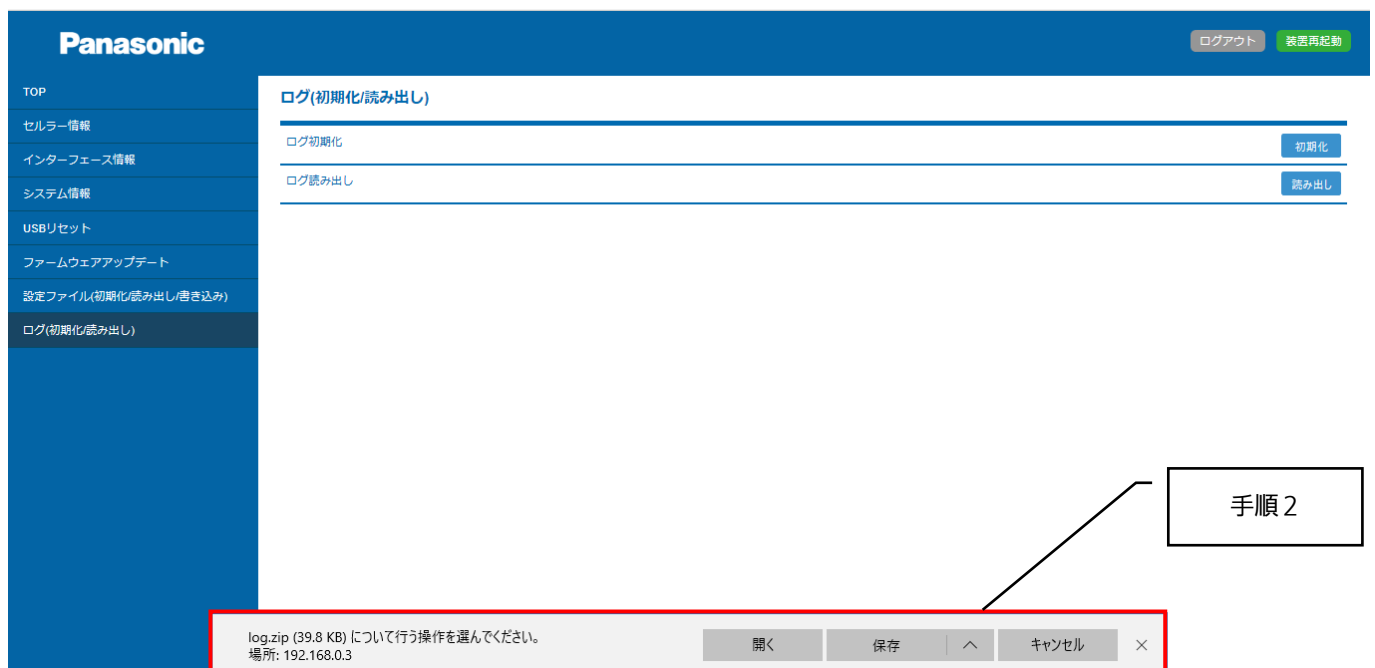 Panasonic
ログアウト
装置再起動
TOP
セルラー情報
インターフェース情報
システム情報
USBリセット
ファームウェアアップデート
設定ファイル(初期化/読み出し/書き込み)
ログ(初期化/読み出し)
ログ(初期化/読み出し)
ログ初期化
初期化
ログ読み出し
読み出し
手順2
log.zip (39.8 KB) について行う操作を選んでください。
場所: 192.168.0.3
開く
保存
キャンセル